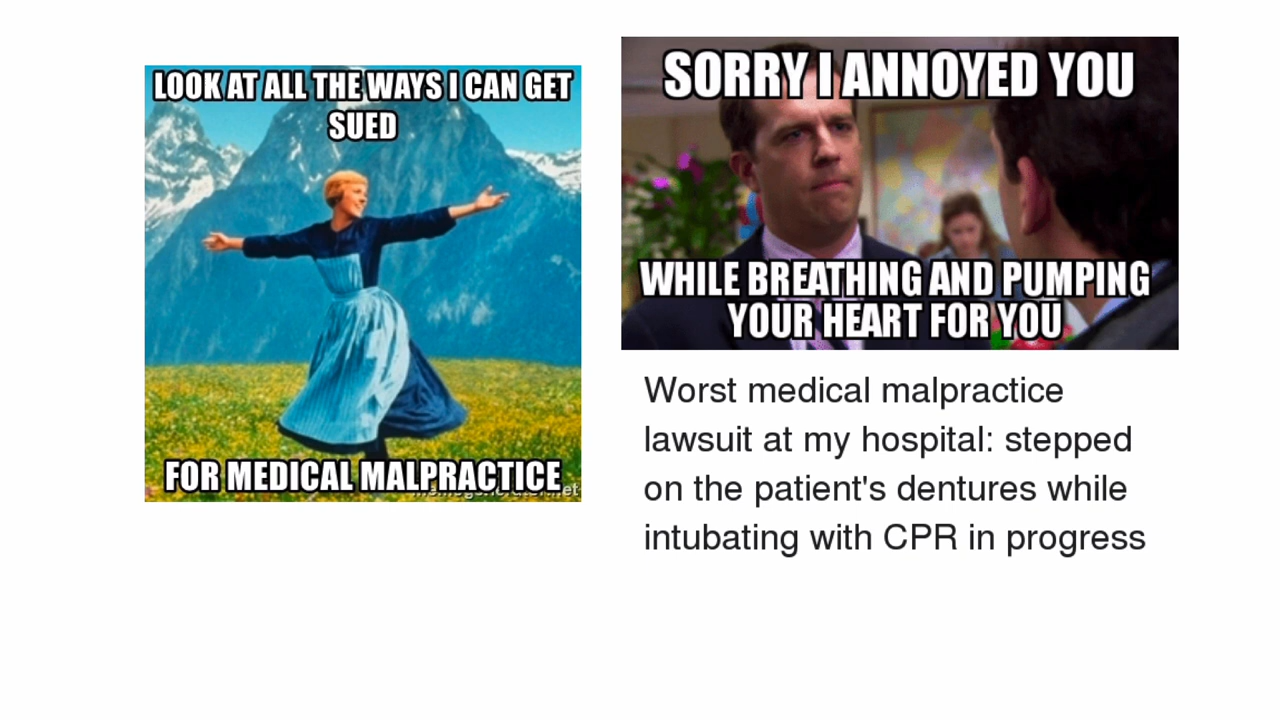 LOOK AT ALL THE WAYS I CAN GET
SUED
FOR MEDICAL MALPRACTICE
SORRY I ANNOYED YOU
WHILE BREATHING AND PUMPING
YOUR HEART FOR YOU
Worst medical malpractice
lawsuit at my hospital: stepped
on the patient's dentures while
intubating with CPR in progress